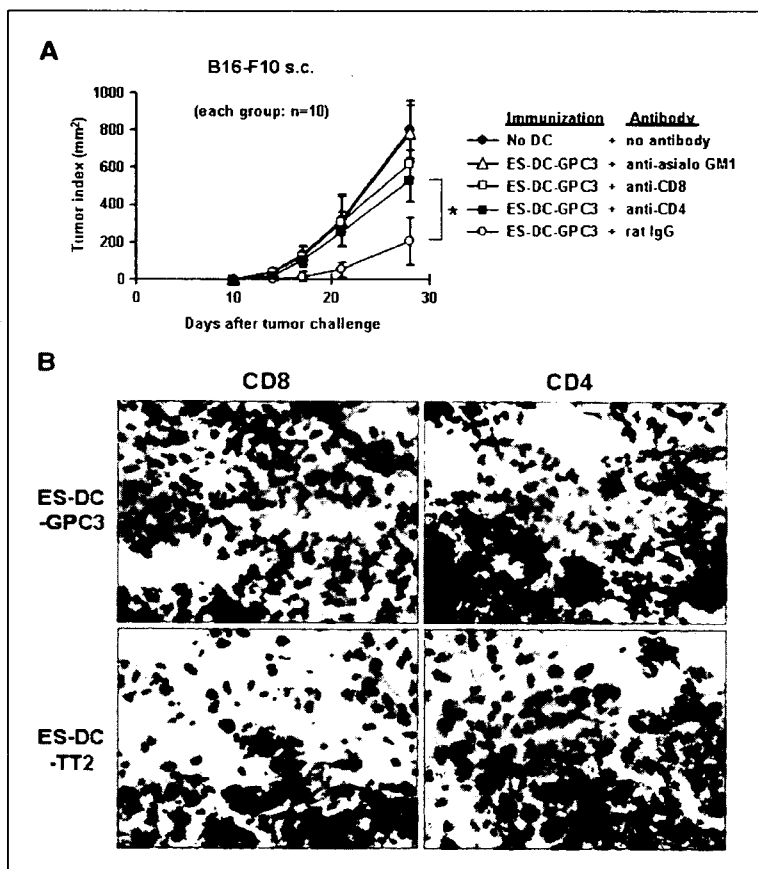 A
B16-F10 s.c.
(each group: n=10)
Tumor index (mm²)
1000
800
600
400
200
0
0 10 20 30
Days after tumor challenge
Immunization Antibody
No DC + no antibody
ES-DC-GPC3 + anti-asialo GM1
ES-DC-GPC3 + anti-CD8
ES-DC-GPC3 + anti-CD4
ES-DC-GPC3 + rat IgG
*
B
CD8 CD4
ES-DC
-GPC3
ES-DC
-TT2